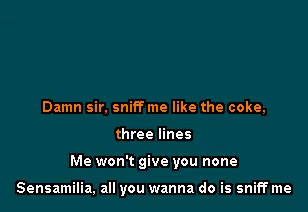 Damn sir, sniff me like the coke,
three lines
Me won't give you none
Sensamilia, all you wanna do is sniff me